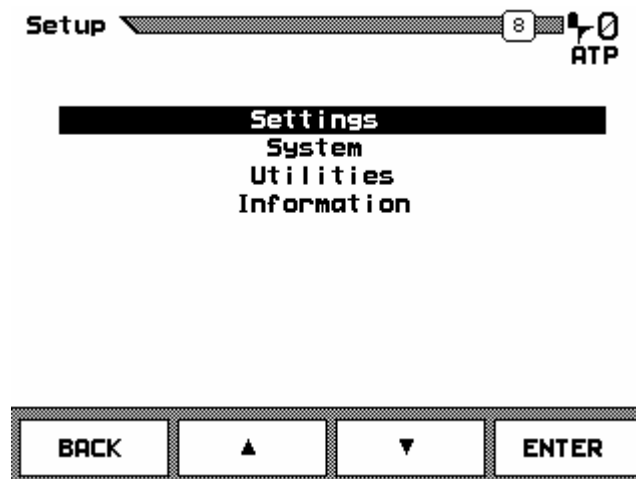 Setup 8 0
ATP
Settings
System
Utilities
Information
BACK ▲ ▼ ENTER